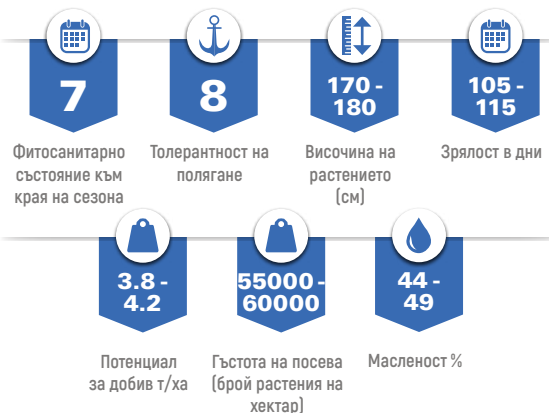 7
Фитосанитарно
състояние към
края на сезона
8
Толерантност на
полягане
170 -
180
Височина на
растението
(см)
105 -
115
Зрялост в дни
3.8 -
4.2
Потенциал
за добив т/ха
55000 -
60000
Гъстота на посева
(брой растения на
хектар)
44 -
49
Масленост %